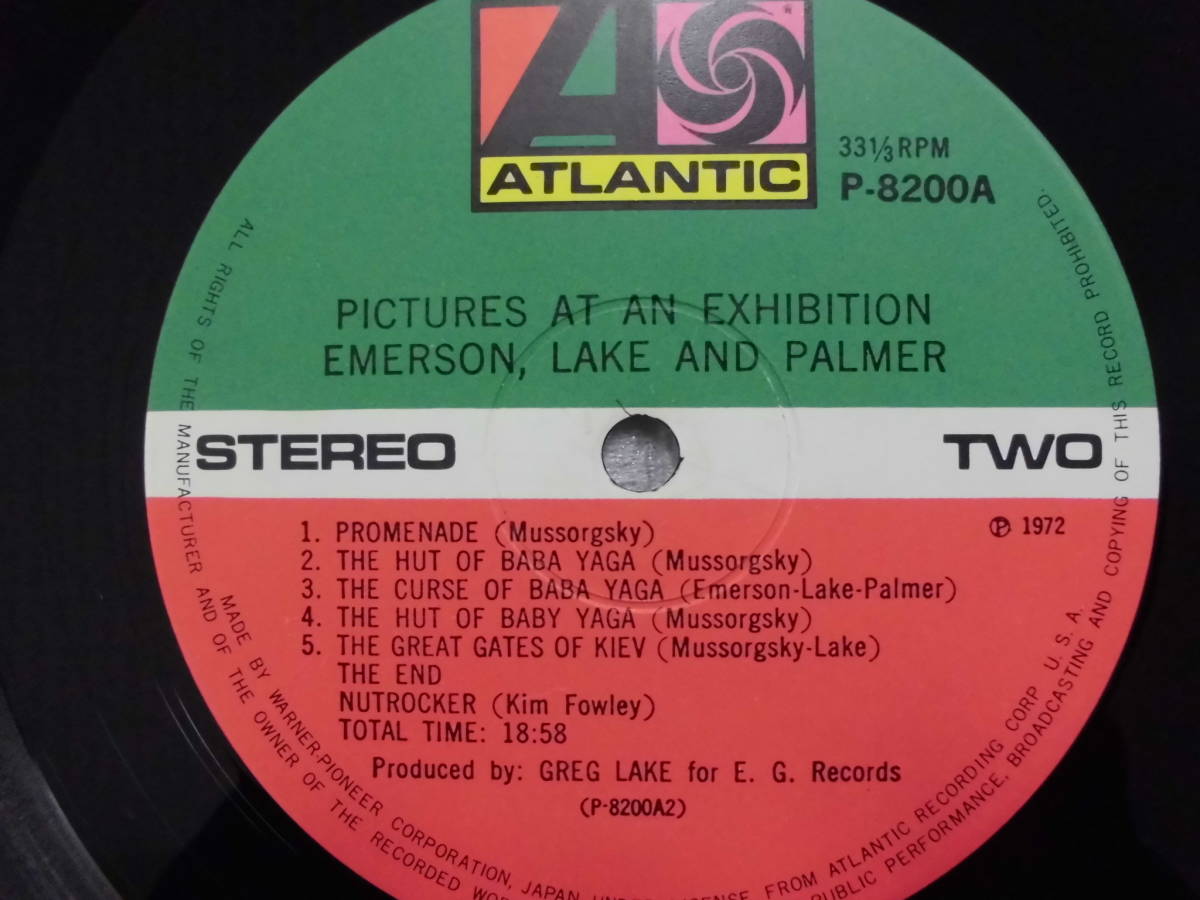 ATLANTIC
®
33⅓ RPM
P-8200A
PICTURES AT AN EXHIBITION
EMERSON, LAKE AND PALMER
STEREO
TWO
1. PROMENADE (Mussorgsky)
2. THE HUT OF BABA YAGA (Mussorgsky)
3. THE CURSE OF BABA YAGA (Emerson-Lake-Palmer)
4. THE HUT OF BABY YAGA (Mussorgsky)
5. THE GREAT GATES OF KIEV (Mussorgsky-Lake)
THE END
NUTROCKER (Kim Fowley)
TOTAL TIME: 18:58
℗ 1972
Produced by: GREG LAKE for E. G. Records
(P-8200A2)
ALL RIGHTS OF THE MANUFACTURER AND OF THE OWNER OF THE RECORDED PUBLIC PERFORMANCE, BROADCASTING AND COPYING OF THIS RECORD PROHIBITED.
MADE BY WARNER-PIONEER CORPORATION, JAPAN UNDER LICENSE FROM ATLANTIC RECORDING CORP. U. S. A.